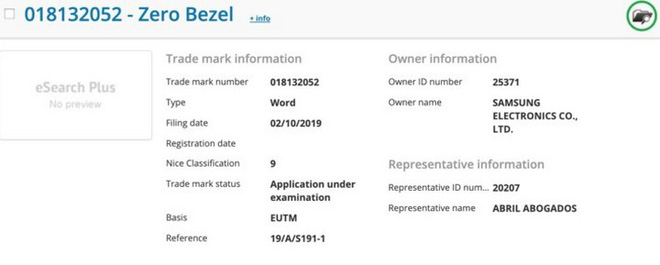 018132052 - Zero Bezel + info
eSearch Plus
No preview
Trade mark information
Trade mark number 018132052
Type Word
Filing date 02/10/2019
Registration date
Nice Classification 9
Trade mark status Application under
examination
Basis EUTM
Reference 19/A/S191-1
Owner information
Owner ID number 25371
Owner name SAMSUNG
ELECTRONICS CO.,
LTD.
Representative information
Representative ID num... 20207
Representative name ABRIL ABOGADOS